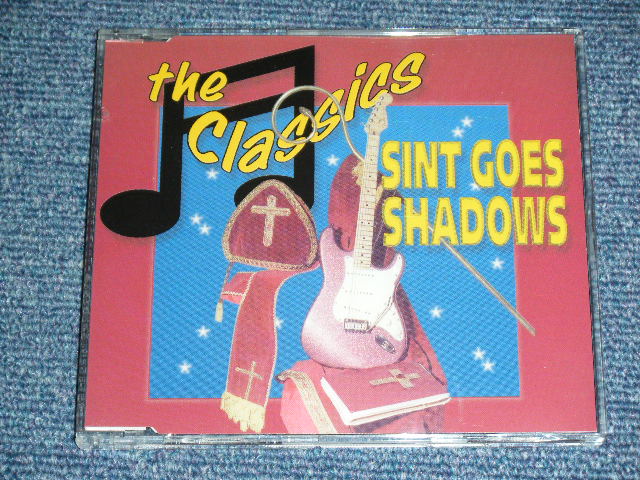 the
Classics
SINT GOES
SHADOWS